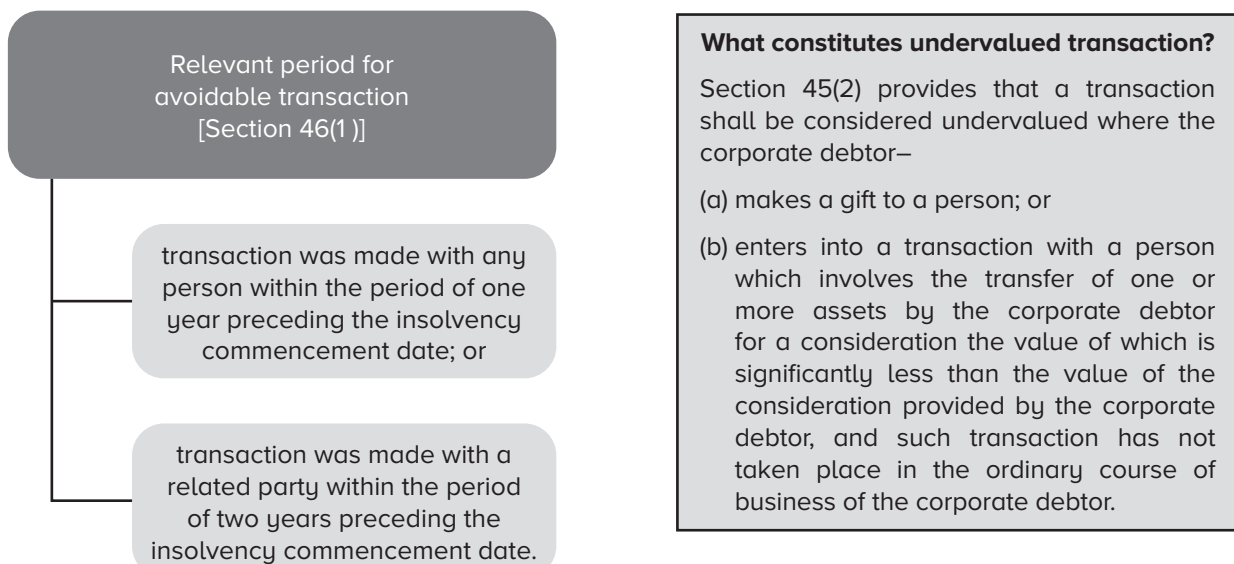 Relevant period for
avoidable transaction
[Section 46(1 )]
transaction was made with any
person within the period of one
year preceding the insolvency
commencement date; or
transaction was made with a
related party within the period
of two years preceding the
insolvency commencement date.
What constitutes undervalued transaction?
Section 45(2) provides that a transaction
shall be considered undervalued where the
corporate debtor–
(a) makes a gift to a person; or
(b) enters into a transaction with a person
which involves the transfer of one or
more assets by the corporate debtor
for a consideration the value of which is
significantly less than the value of the
consideration provided by the corporate
debtor, and such transaction has not
taken place in the ordinary course of
business of the corporate debtor.